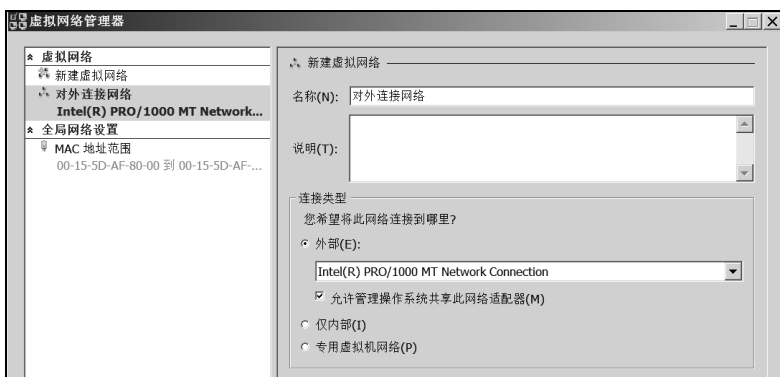 虚拟网络管理器
虚拟网络
新建虚拟网络
对外连接网络
Intel(R) PRO/1000 MT Network...
全局网络设置
MAC 地址范围
00-15-5D-AF-80-00 到 00-15-5D-AF-...
新建虚拟网络
名称(N): 对外连接网络
说明(T):
连接类型
您希望将此网络连接到哪里?
外部(E):
Intel(R) PRO/1000 MT Network Connection
允许管理操作系统共享此网络适配器(M)
仅内部(I)
专用虚拟机网络(P)